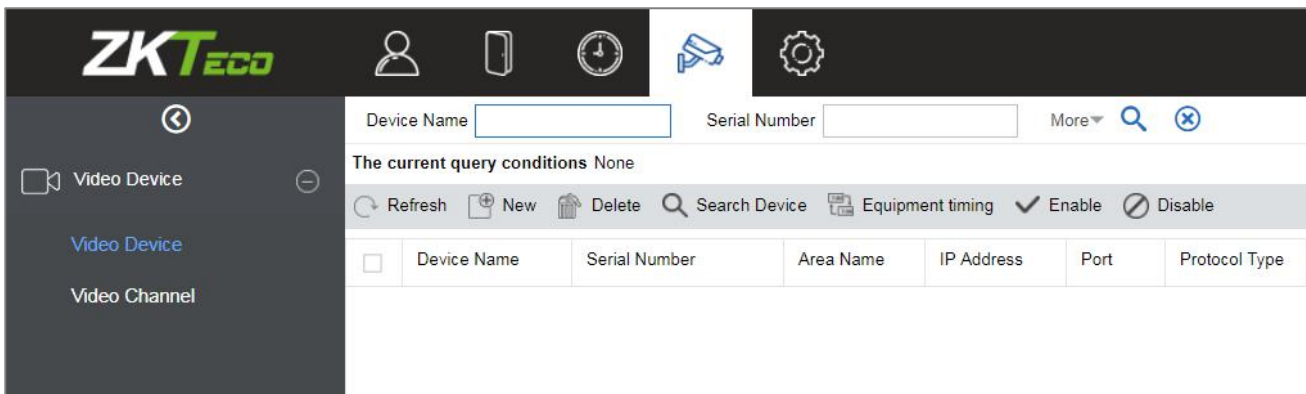 ZKTECO
Device Name Serial Number More
The current query conditions None
Video Device
Refresh New Delete Search Device Equipment timing Enable Disable
Video Device
Device Name Serial Number Area Name IP Address Port Protocol Type
Video Channel